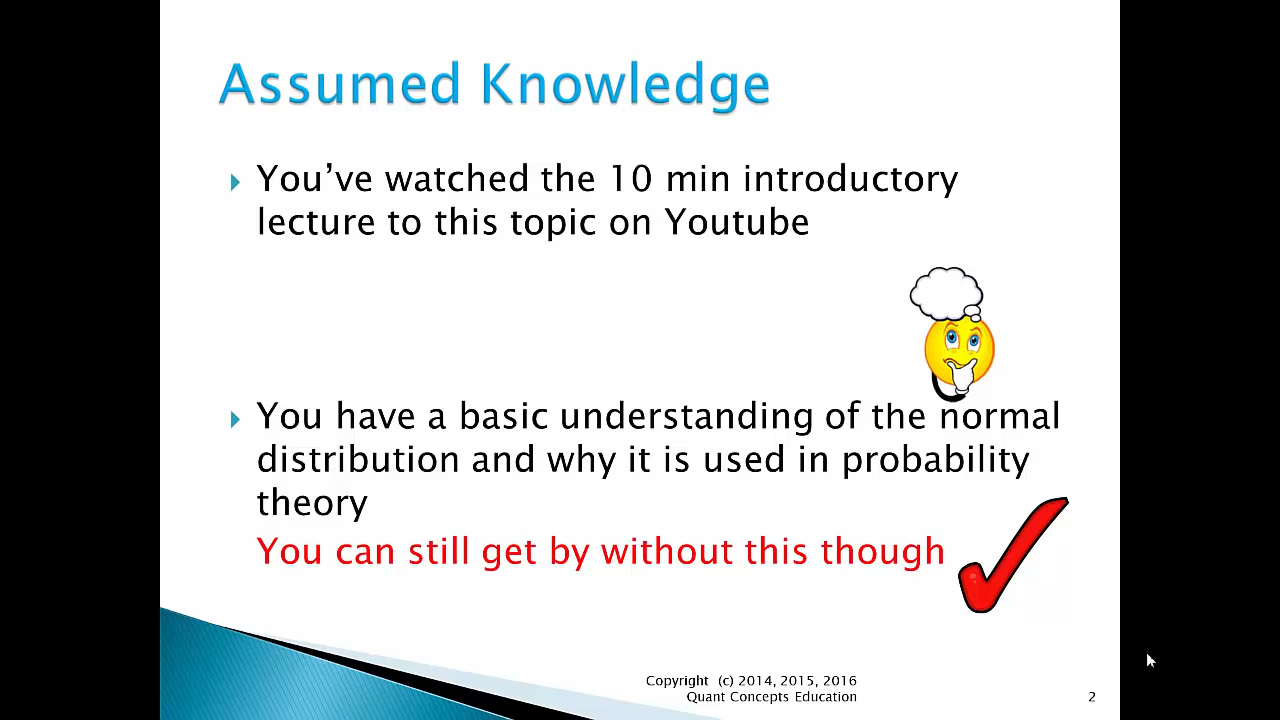 Assumed Knowledge
You’ve watched the 10 min introductory
lecture to this topic on Youtube
You have a basic understanding of the normal
distribution and why it is used in probability
theory
You can still get by without this though
Copyright (c) 2014, 2015, 2016
Quant Concepts Education
2